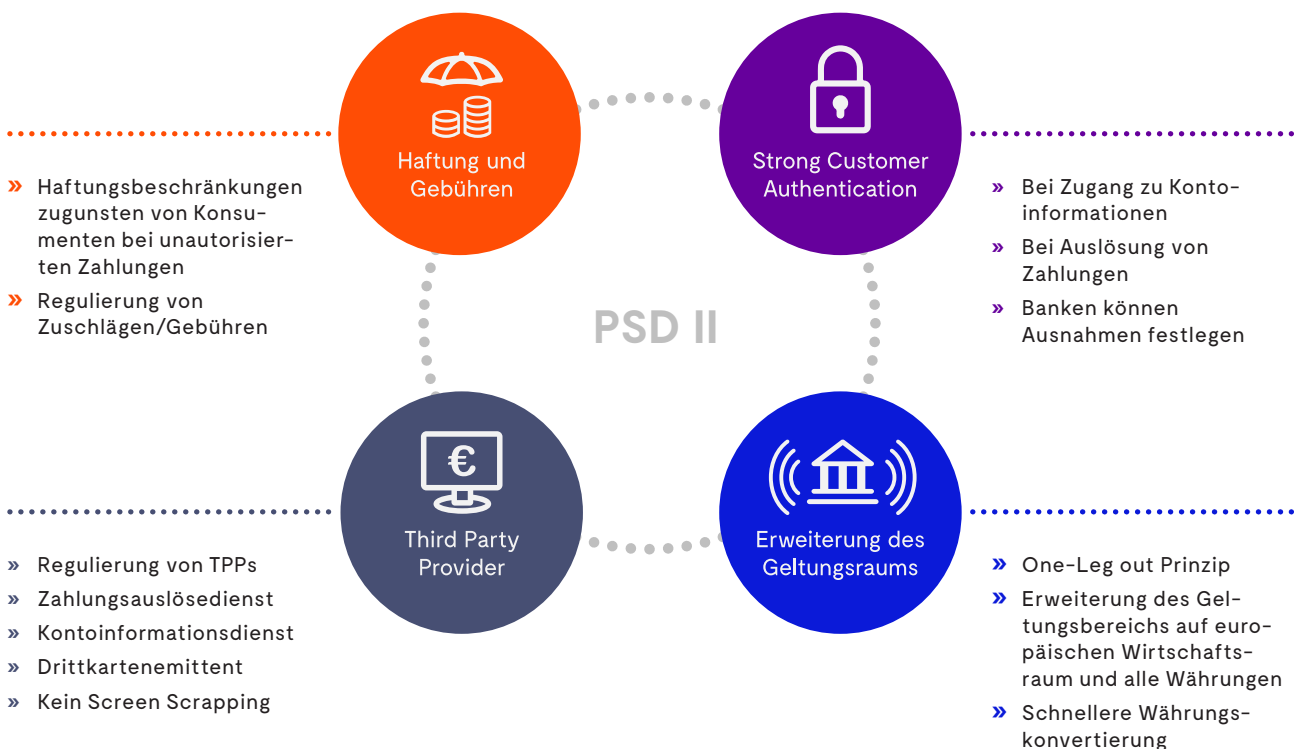 Haftung und
Gebühren
» Haftungsbeschränkungen
zugunsten von Konsu-
menten bei unautorisier-
ten Zahlungen
» Regulierung von
Zuschlägen/Gebühren
Strong Customer
Authentication
» Bei Zugang zu Konto-
informationen
» Bei Auslösung von
Zahlungen
» Banken können
Ausnahmen festlegen
PSD II
€
Third Party
Provider
» Regulierung von TPPs
» Zahlungsauslösedienst
» Kontoinformationsdienst
» Drittkartenemittent
» Kein Screen Scrapping
Erweiterung des
Geltungsraums
» One-Leg out Prinzip
» Erweiterung des Gel-
tungsbereichs auf euro-
päischen Wirtschafts-
raum und alle Währungen
» Schnellere Währungs-
konvertierung